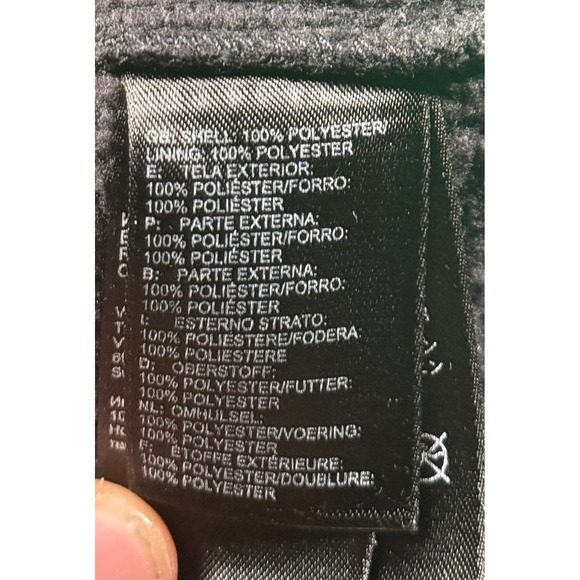 GB: SHELL: 100% POLYESTER/
LINING: 100% POLYESTER
E: TELA EXTERIOR:
100% POLIÉSTER/FORRO:
100% POLIÉSTER
P: PARTE EXTERNA:
100% POLIÉSTER/FORRO:
100% POLIÉSTER
B: PARTE EXTERNA:
100% POLIÉSTER/FORRO:
100% POLIÉSTER
I: ESTERNO STRATO:
100% POLIESTERE/FODERA:
100% POLIESTERE
D: OBERSTOFF:
100% POLYESTER/FUTTER:
100% POLYESTER
NL: OMHULSEL:
100% POLYESTER/VOERING:
100% POLYESTER
F: ÉTOFFE EXTÉRIEURE:
100% POLYESTER/DOUBLURE:
100% POLYESTER